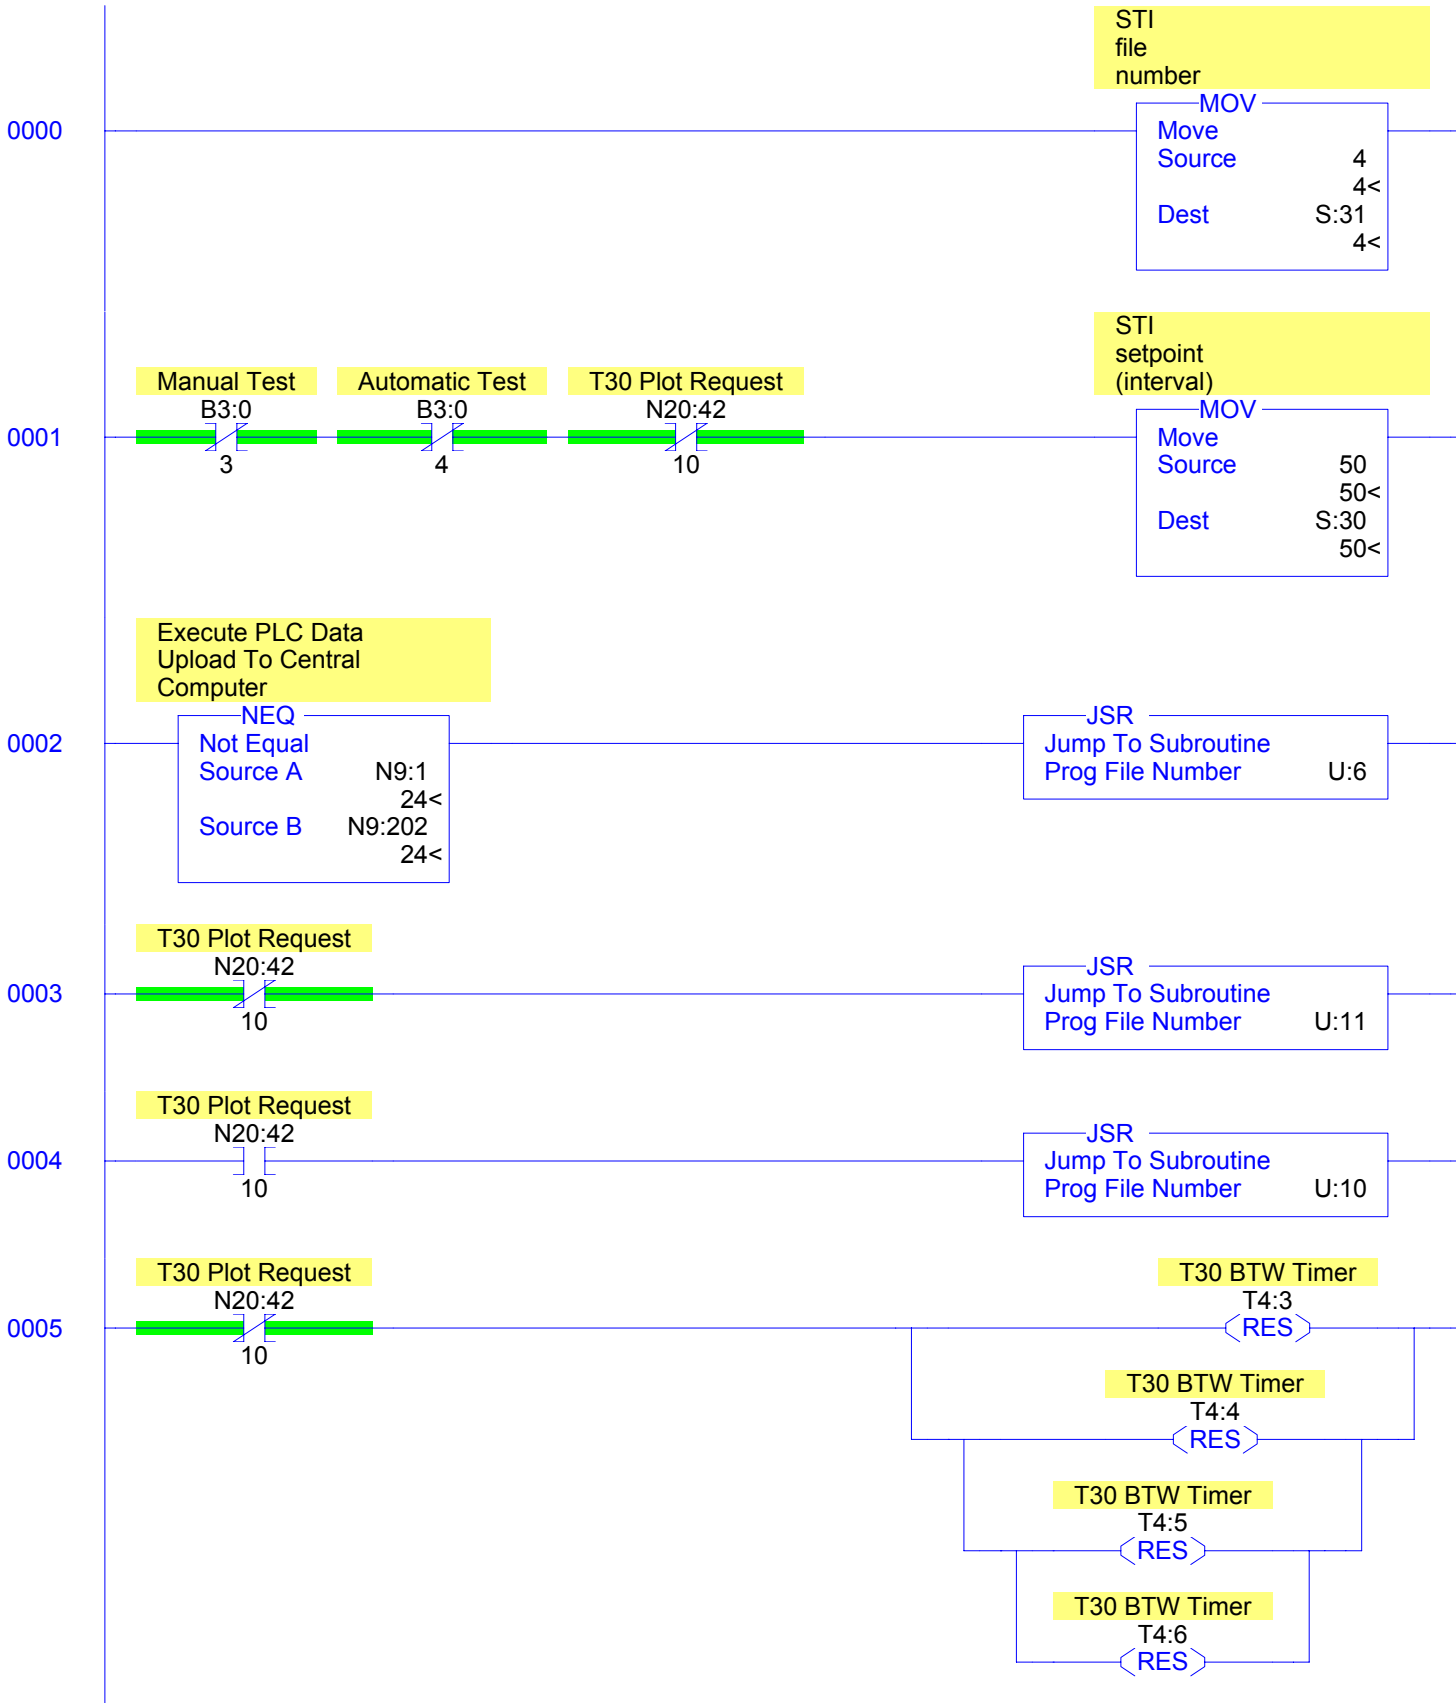 STI
file
number
MOV
0000
Move
Source 4
4<
Dest S:31
4<
STI
setpoint
(interval)
Manual Test Automatic Test T30 Plot Request
B3:0 B3:0 N20:42
MOV
0001
Move
3 4 10
Source 50
50<
Dest S:30
50<
Execute PLC Data
Upload To Central
Computer
NEQ JSR
0002 Not Equal Jump To Subroutine
Source A N9:1 Prog File Number U:6
24<
Source B N9:202
24<
T30 Plot Request
N20:42 JSR
0003 Jump To Subroutine
10 Prog File Number U:11
T30 Plot Request
N20:42 JSR
0004 Jump To Subroutine
10 Prog File Number U:10
T30 Plot Request T30 BTW Timer
N20:42 T4:3
0005 RES
10
T30 BTW Timer
T4:4
RES
T30 BTW Timer
T4:5
RES
T30 BTW Timer
T4:6
RES